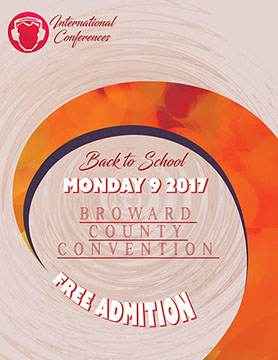 International
Conferences
Back to School
MONDAY 9 2017
BROWARD
COUNTY
CONVENTION
FREE ADMITION